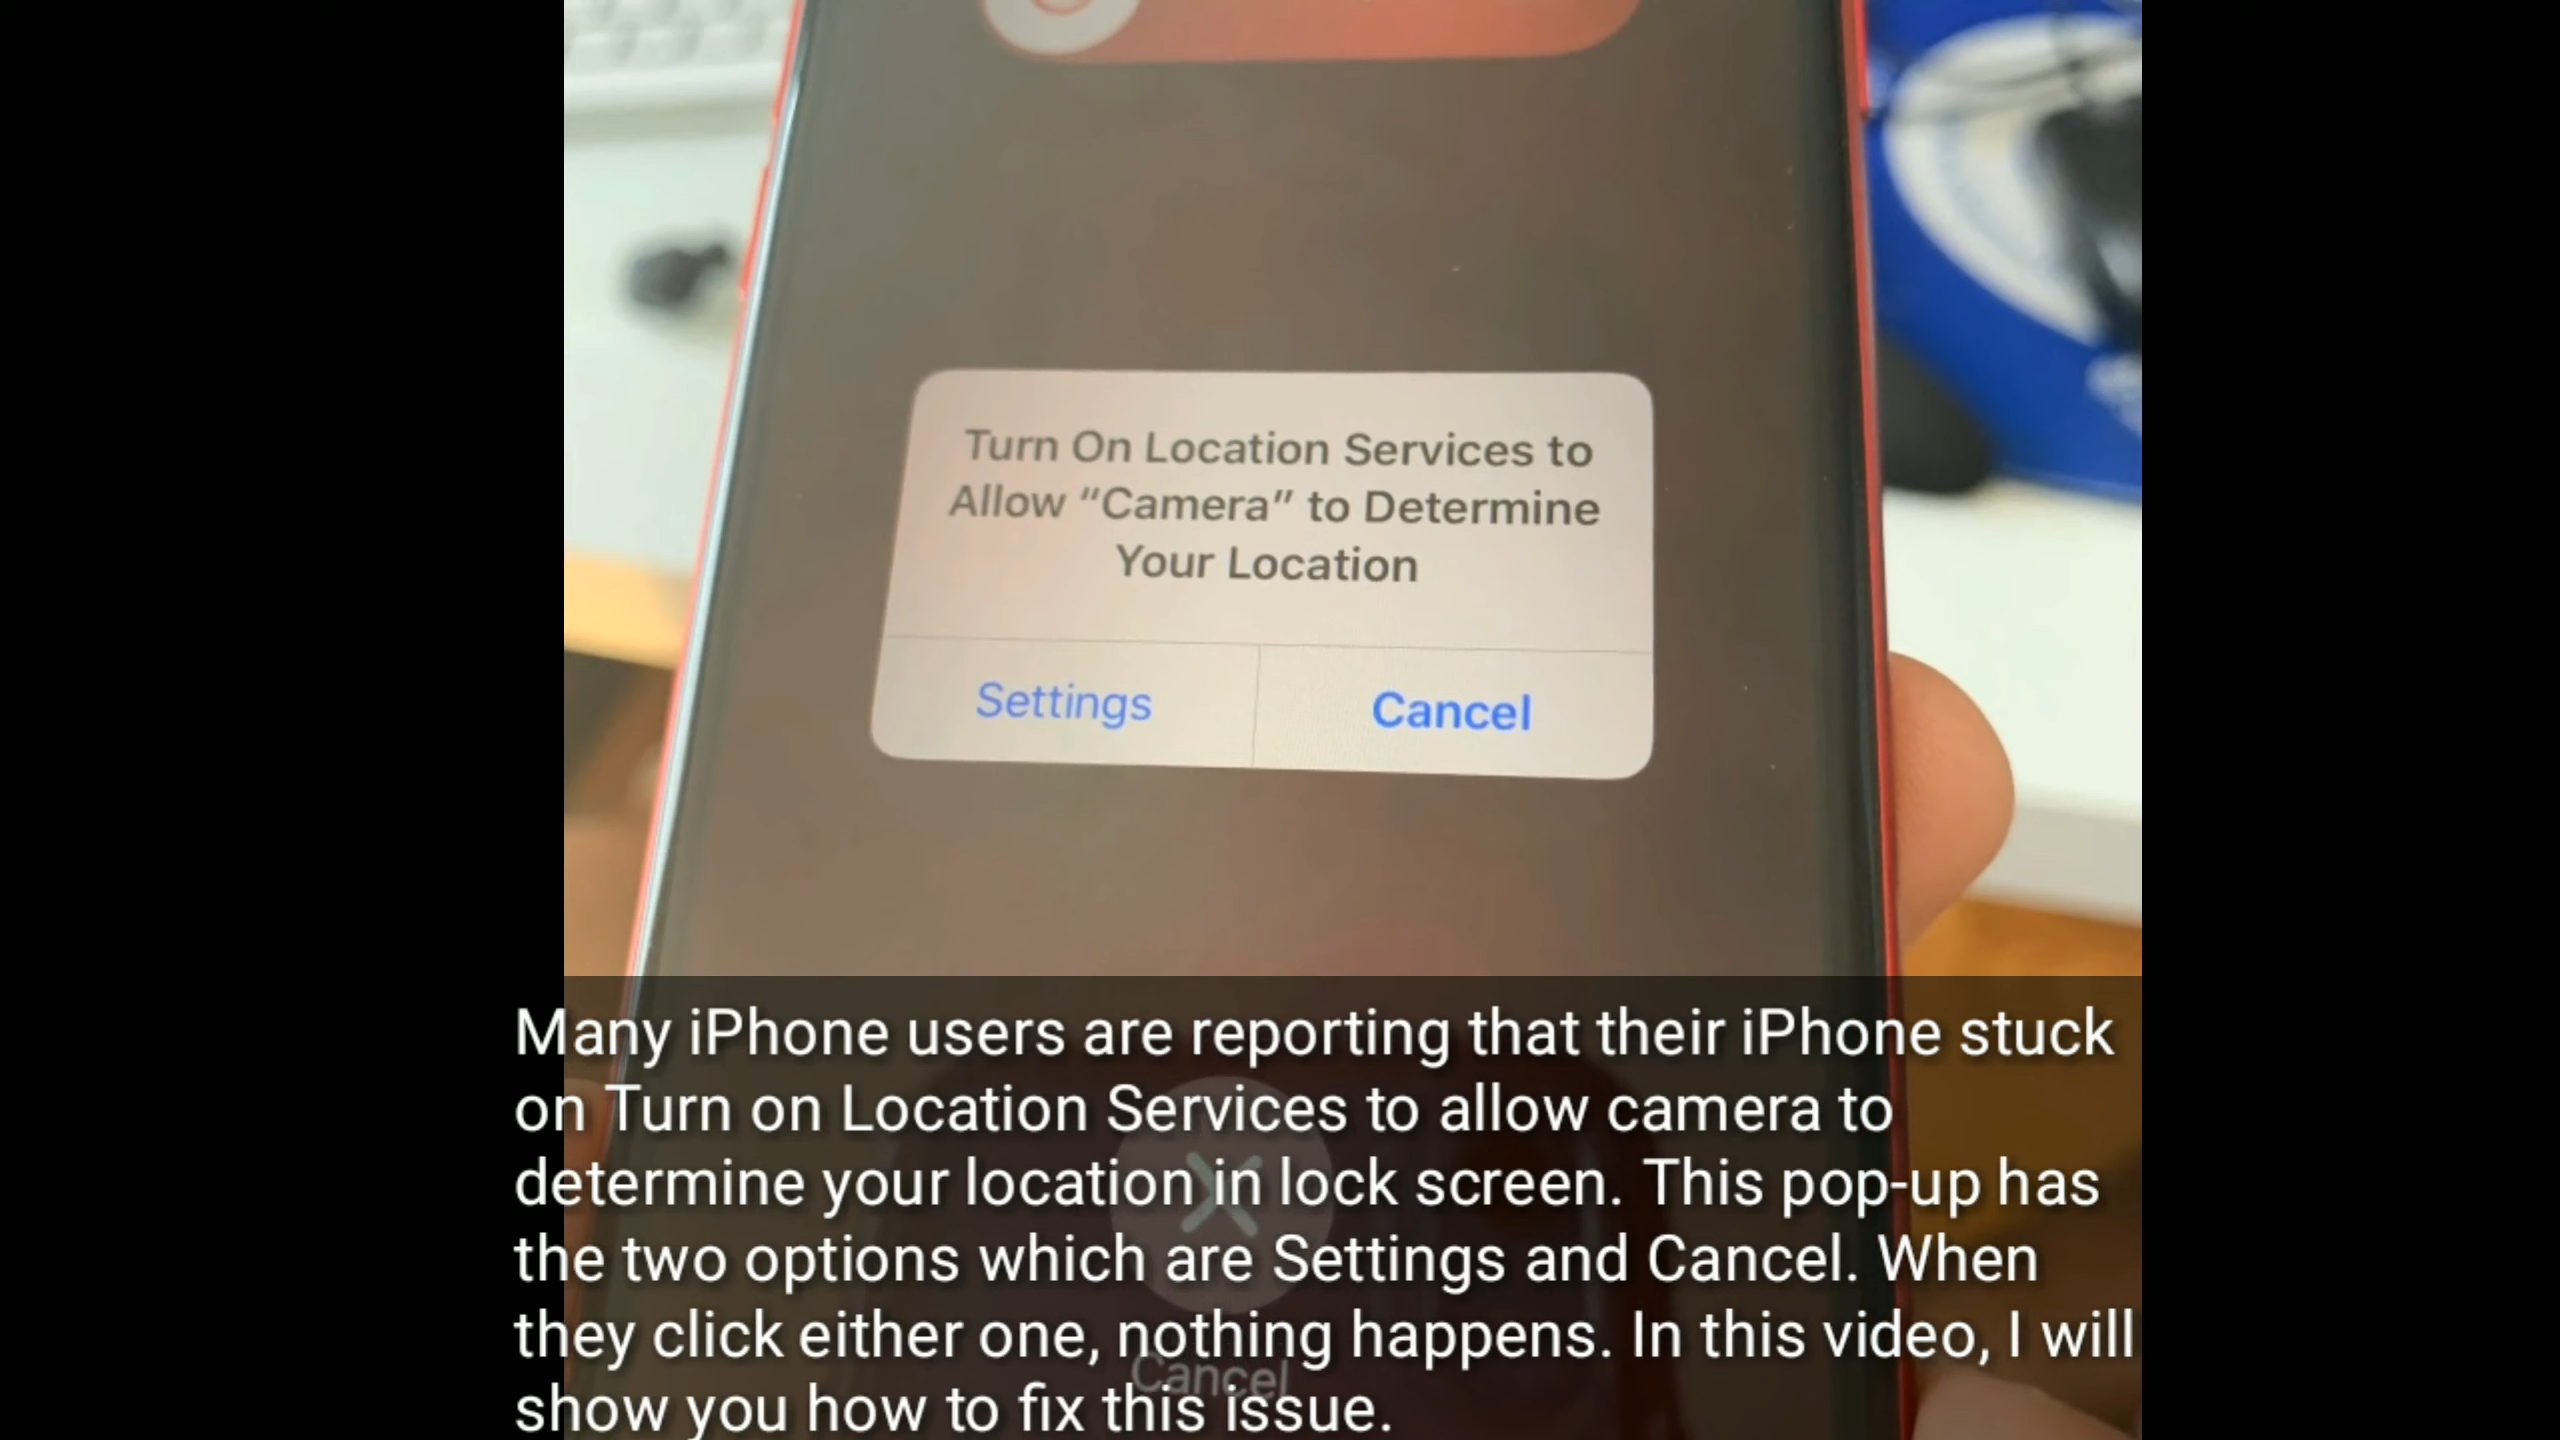 Turn On Location Services to
Allow “Camera” to Determine
Your Location
Settings Cancel
Many iPhone users are reporting that their iPhone stuck
on Turn on Location Services to allow camera to
determine your location in lock screen. This pop-up has
the two options which are Settings and Cancel. When
they click either one, nothing happens. In this video, I will
Cancel
show you how to fix this issue.